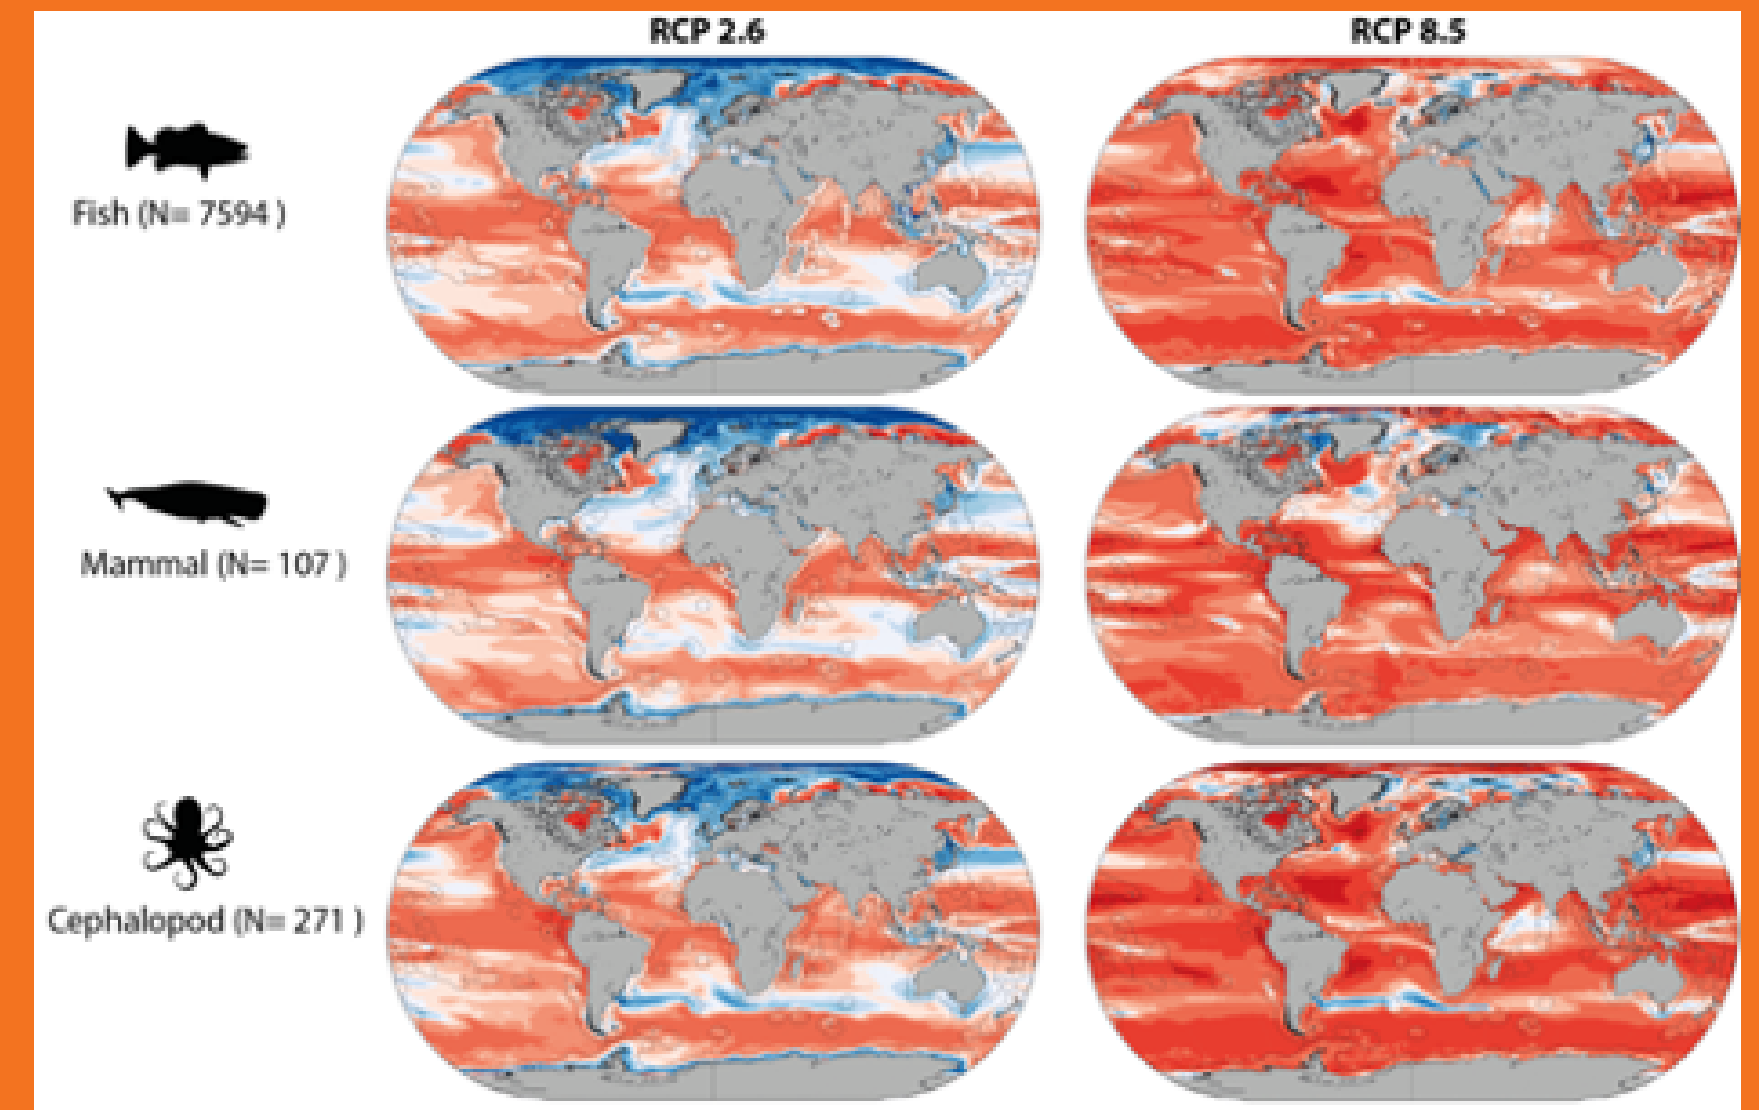 RCP 2.6
RCP 8.5
Fish (N= 7594 )
Mammal (N= 107 )
Cephalopod (N= 271 )